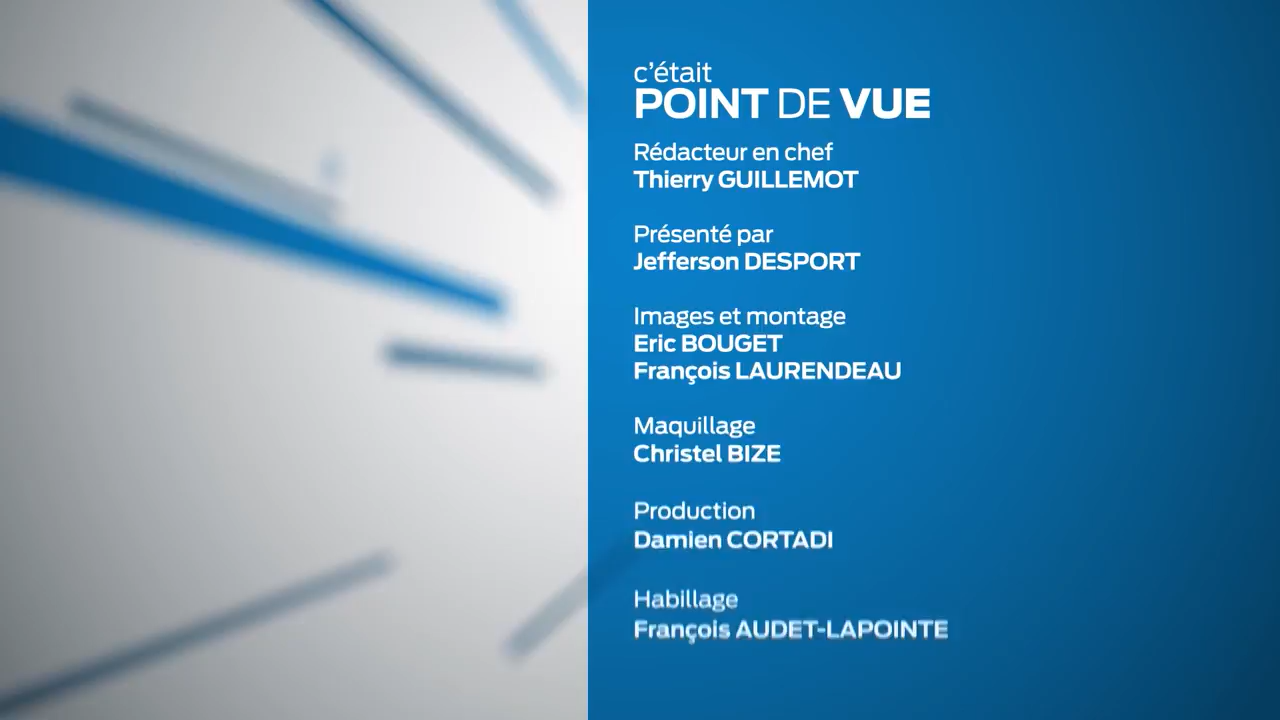 c’était
POINT DE VUE
Rédacteur en chef
Thierry GUILLEMOT
Présenté par
Jefferson DESPORT
Images et montage
Eric BOUGET
François LAURENDEAU
Maquillage
Christel BIZE
Production
Damien CORTADI
Habillage
François AUDET-LAPOINTE